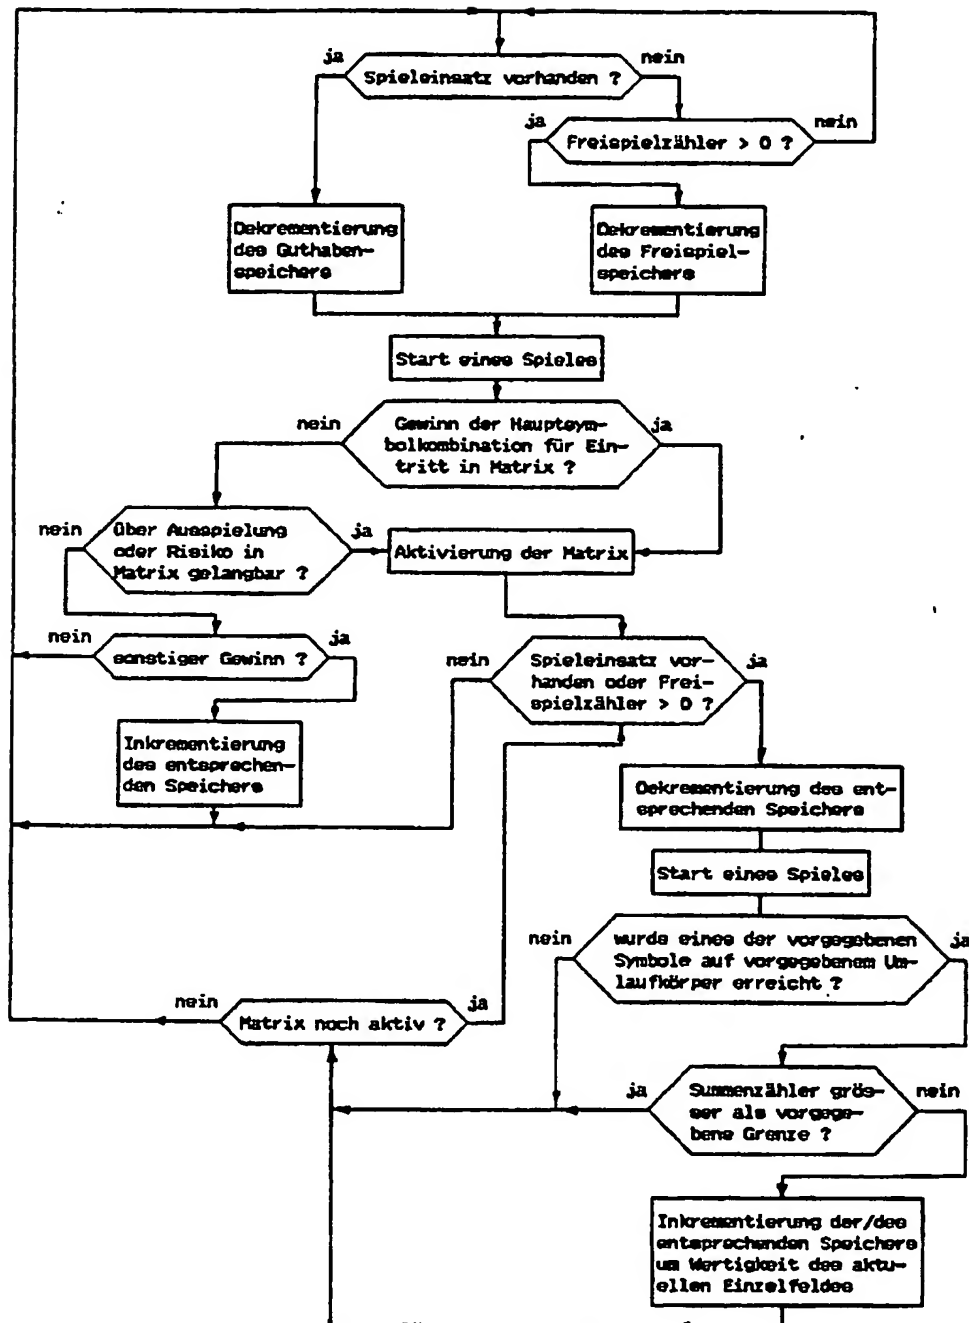 ja
nein
Spieleinsatz vorhanden ?
ja
nein
Freispielzähler > 0 ?
Dekrementierung
des Guthaben-
speichers
Dekrementierung
des Freispiel-
speichers
Start eines Spieles
nein
ja
Gewinn der Hauptsym-
bolkombination für Ein-
tritt in Matrix ?
nein
ja
über Ausspielung
oder Risiko in
Matrix gelangbar ?
Aktivierung der Matrix
nein
ja
sonstiger Gewinn ?
nein
ja
Spieleinsatz vor-
handen oder Frei-
spielzähler > 0 ?
Inkrementierung
des entsprechen-
den Speichers
Dekrementierung des ent-
sprechenden Speichers
Start eines Spieles
nein
ja
wurde eines der vorgegebenen
Symbole auf vorgegebenem Um-
laufkörper erreicht ?
nein
ja
Matrix noch aktiv ?
ja
nein
Summenzähler grös-
ser als vorgege-
bene Grenze ?
Inkrementierung der/des
entsprechenden Speichers
um Wertigkeit des aktu-
ellen Einzelfeldes